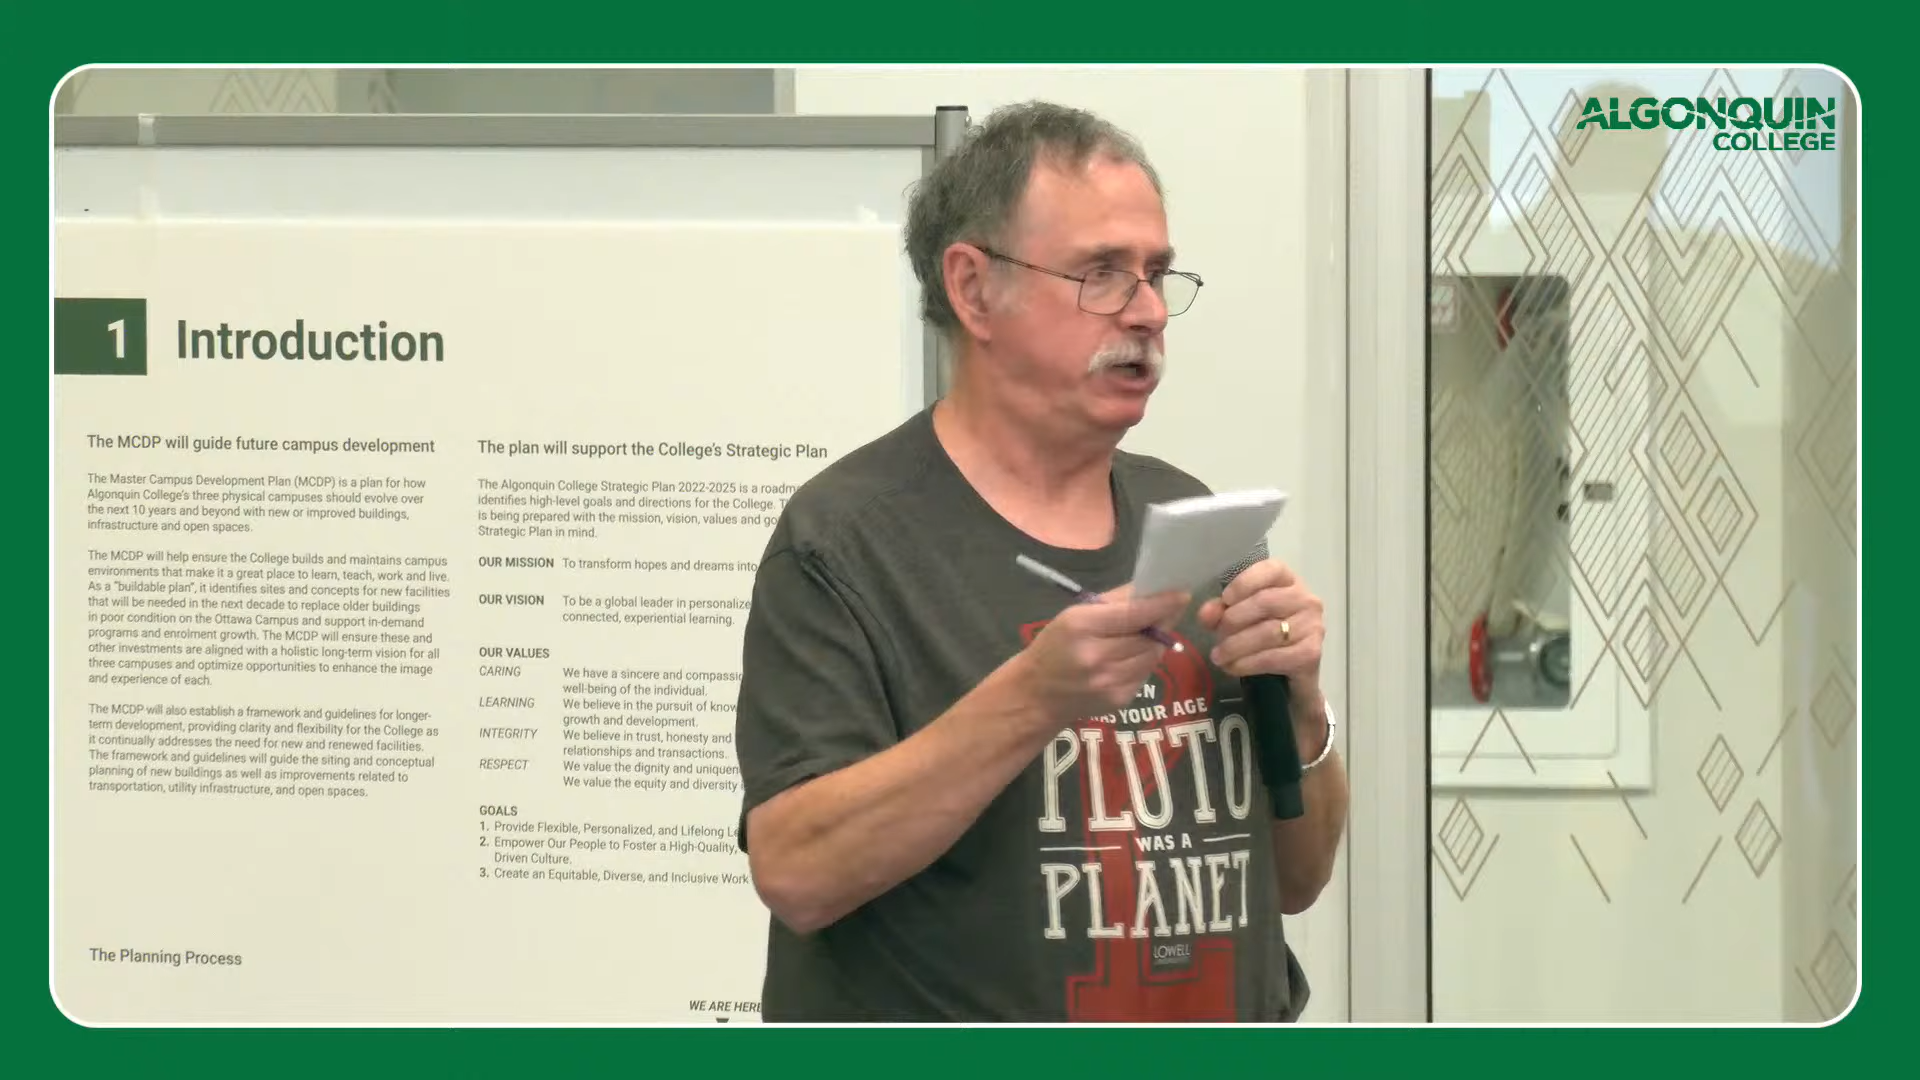 ALGONQUIN
COLLEGE
1 Introduction
The MCDP will guide future campus development
The Master Campus Development Plan (MCDP) is a plan for how
Algonquin College's three physical campuses should evolve over
the next 10 years and beyond with new or improved buildings,
infrastructure and open spaces.
The MCDP will help ensure the College builds and maintains campus
environments that make it a great place to learn, teach, work and live.
As a "buildable plan", it identifies sites and concepts for new facilities
that will be needed in the next decade to replace older buildings
in poor condition on the Ottawa Campus and support in-demand
programs and enrolment growth. The MCDP will ensure these and
other investments are aligned with a holistic long-term vision for all
three campuses and optimize opportunities to enhance the image
and experience of each.
The MCDP will also establish a framework and guidelines for longer-
term development, providing clarity and flexibility for the College as
it continually addresses the need for new and renewed facilities.
The framework and guidelines will guide the siting and conceptual
planning of new buildings as well as improvements related to
transportation, utility infrastructure, and open spaces.
The plan will support the College's Strategic Plan
The Algonquin College Strategic Plan 2022-2025 is a
identifies high-level goals and directions for the College.
is being prepared with the mission, vision, values and
Strategic Plan in mind.
OUR MISSION To transform hopes and dreams into
OUR VISION To be a global leader in
connected, experiential learning.
OUR VALUES
CARING We have a sincere and
well-being of the individual.
LEARNING We believe in the pursuit of
growth and development.
INTEGRITY We believe in trust, honesty and
relationships and transactions.
RESPECT We value the dignity and
We value the equity and diversity
GOALS
1. Provide Flexible, Personalized, and Lifelong
2. Empower Our People to Foster a High-Quality,
Driven Culture.
3. Create an Equitable, Diverse, and Inclusive Work
The Planning Process
WE ARE HERE
YOUR AGE
PLUTO
WAS A
PLANET
LOWELL